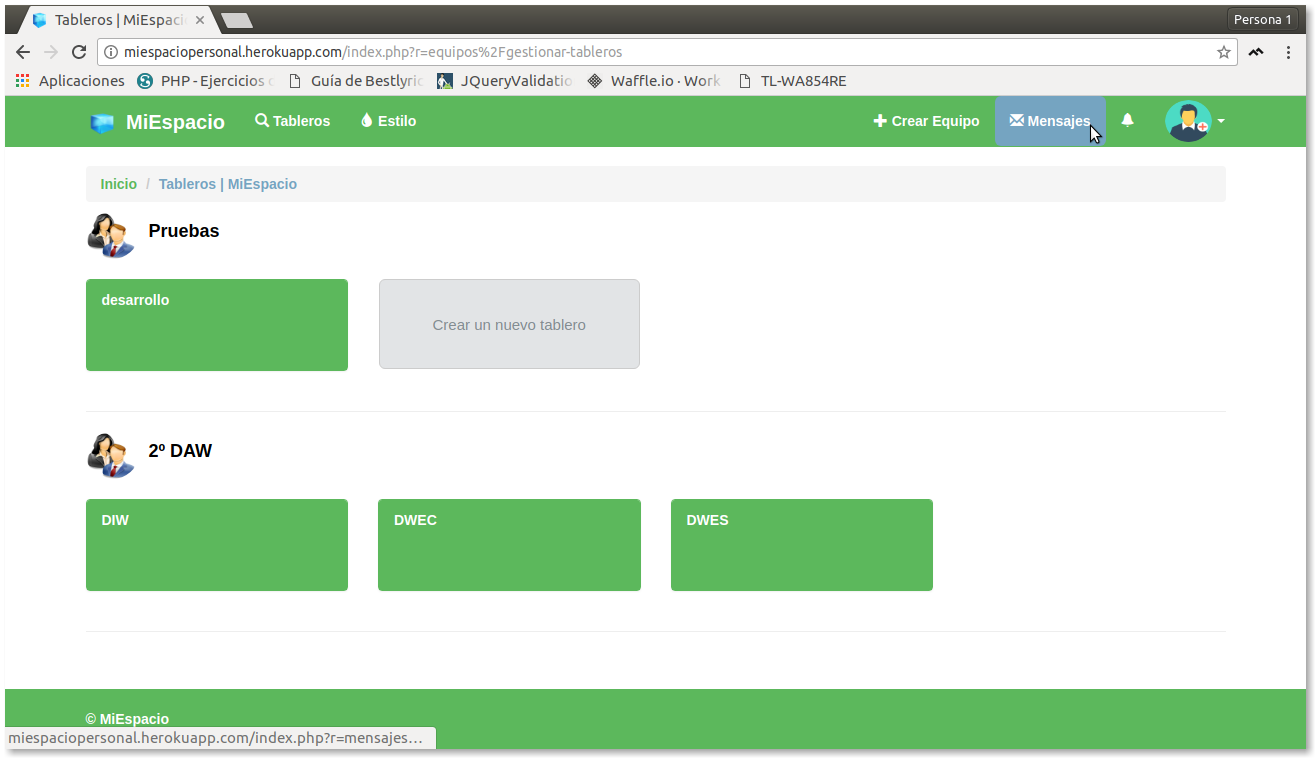 Tableros | MiEspacio
Persona 1
miespaciopersonal.herokuapp.com/index.php?r=equipos%2Fgestionar-tableros
Aplicaciones PHP - Ejercicios Guía de Bestlyric JQueryValidatio Waffle.io · Work TL-WA854RE
MiEspacio Tableros Estilo Crear Equipo Mensajes
Inicio / Tableros | MiEspacio
Pruebas
desarrollo
Crear un nuevo tablero
2º DAW
DIW DWEC DWES
© MiEspacio
miespaciopersonal.herokuapp.com/index.php?r=mensajes…